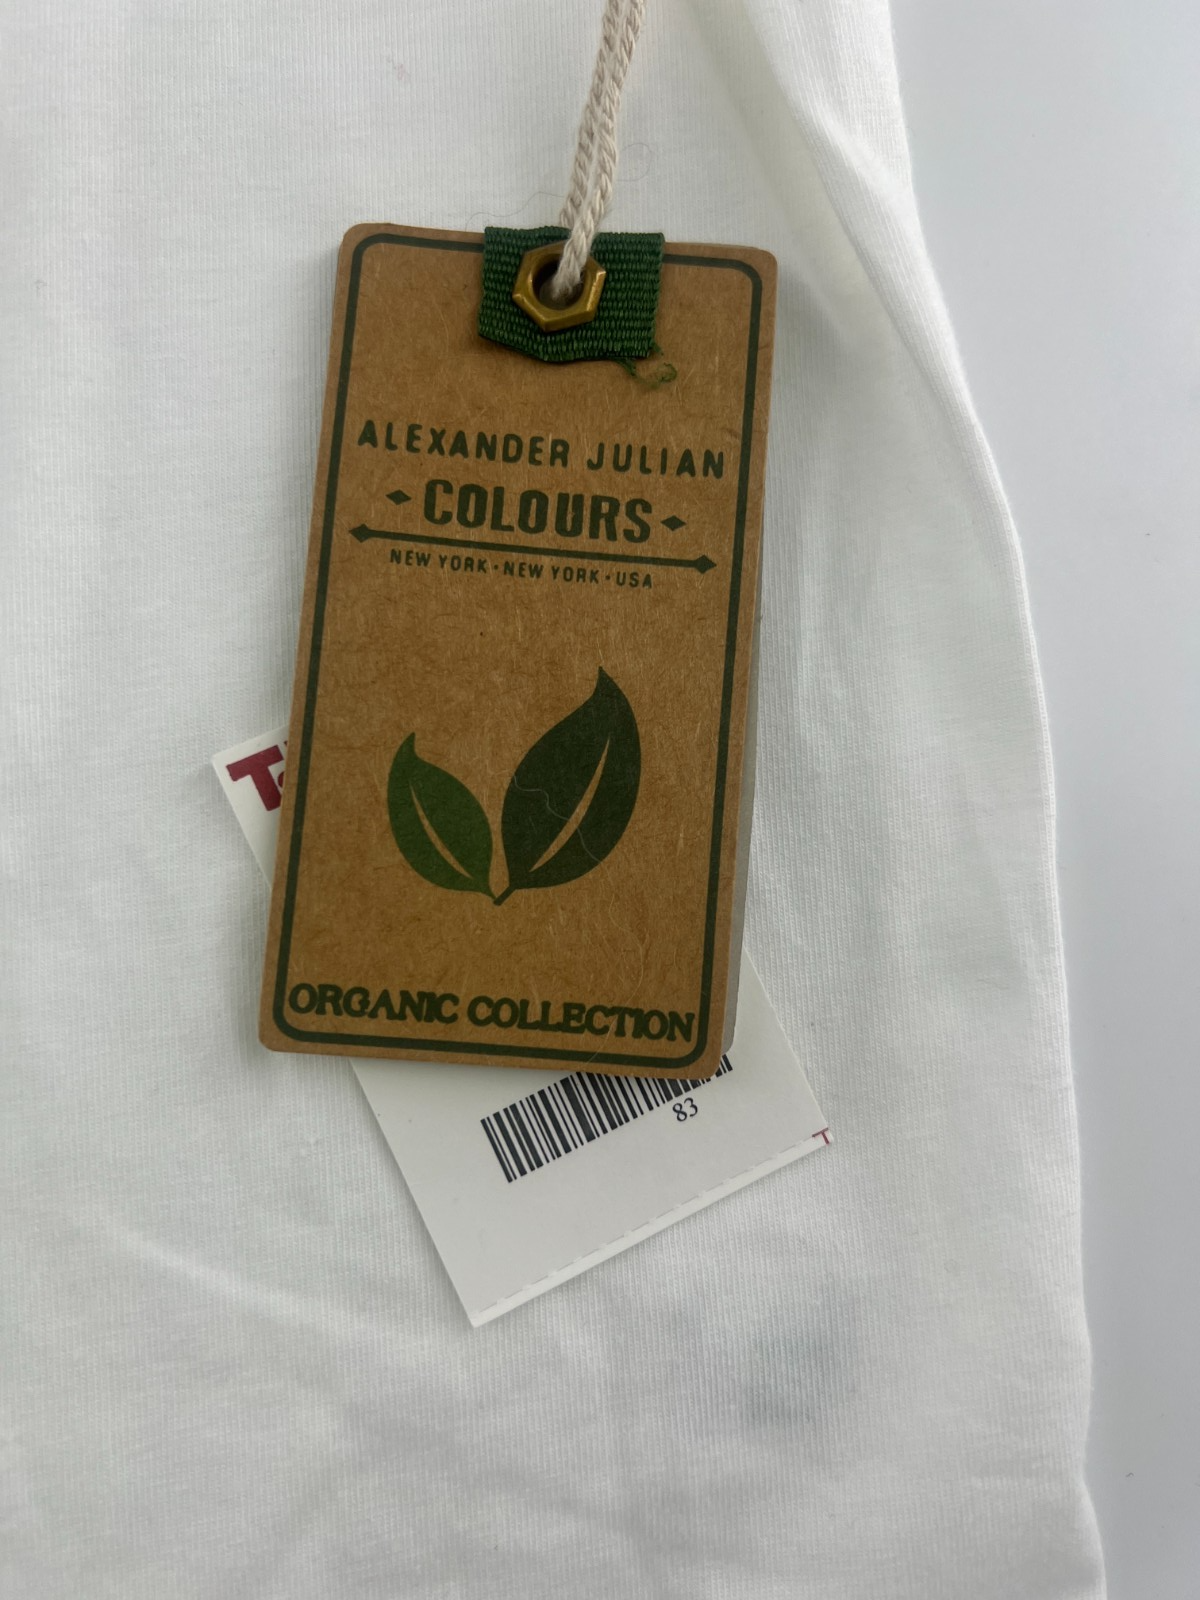 ALEXANDER JULIAN
COLOURS
NEW YORK · NEW YORK · USA
ORGANIC COLLECTION
83